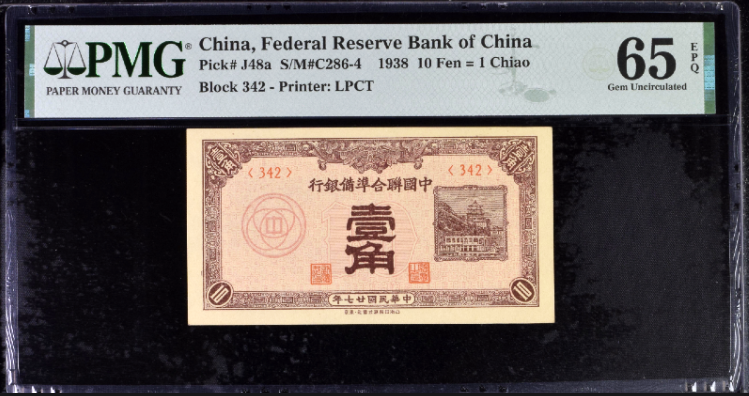 PMG®
PAPER MONEY GUARANTY
China, Federal Reserve Bank of China
Pick# J48a S/M#C286-4 1938 10 Fen = 1 Chiao
Block 342 - Printer: LPCT
65 EPQ
Gem Uncirculated
〈 342 〉 〈 342 〉
行銀備準合聯國中
壹角
10 年七廿國民華中 10